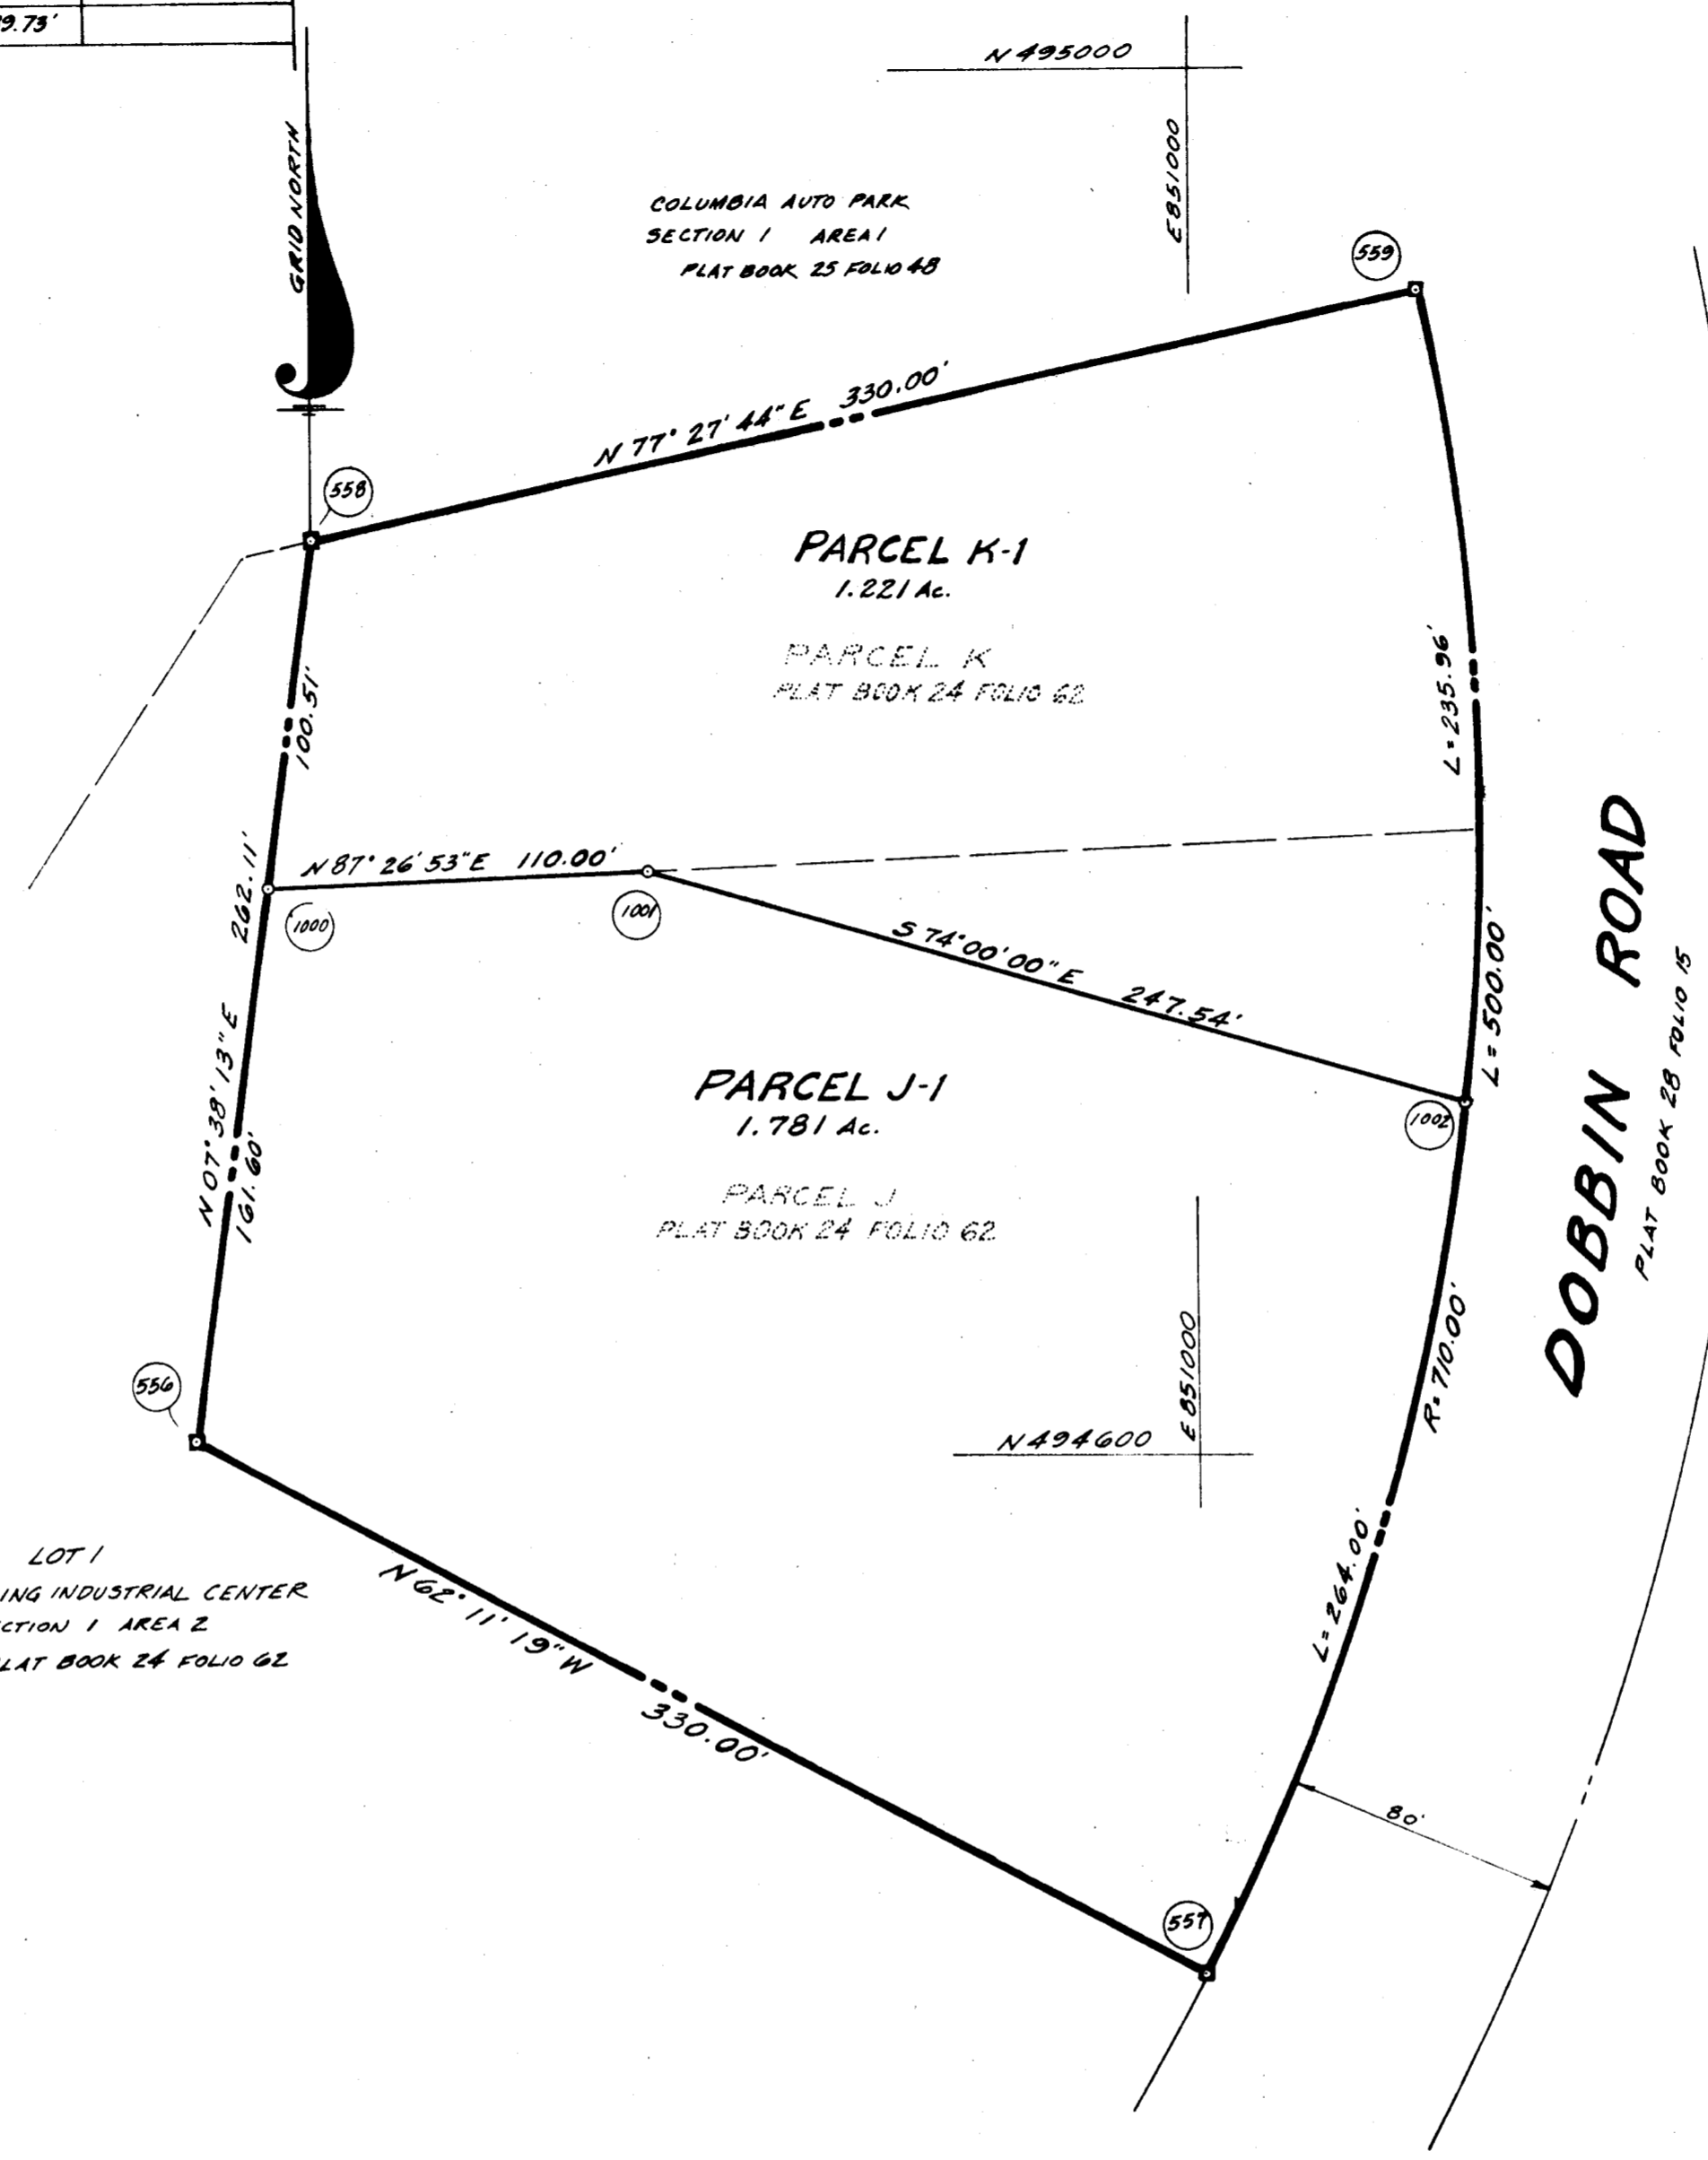 9.73'
N 495000
E 851000
GRID NORTH
COLUMBIA AUTO PARK
SECTION 1 AREA 1
PLAT BOOK 25 FOLIO 48
559
N 77° 27' 44" E 330.00'
558
PARCEL K-1
1.221 Ac.
PARCEL K
PLAT BOOK 24 FOLIO 62
100.51'
L=235.96'
262.11'
N 87° 26' 53" E 110.00'
1000
1001
S 74° 00' 00" E 247.54'
L=500.00'
DOBBIN ROAD
PLAT BOOK 28 FOLIO 15
N 07° 38' 13" E
161.60'
PARCEL J-1
1.781 Ac.
1002
PARCEL J
PLAT BOOK 24 FOLIO 62
R=710.00'
556
E 851000
N 494600
LOT 1
ING INDUSTRIAL CENTER
CTION 1 AREA 2
LAT BOOK 24 FOLIO 62
N 62° 11' 19" W
330.00'
L=264.00'
80'
557